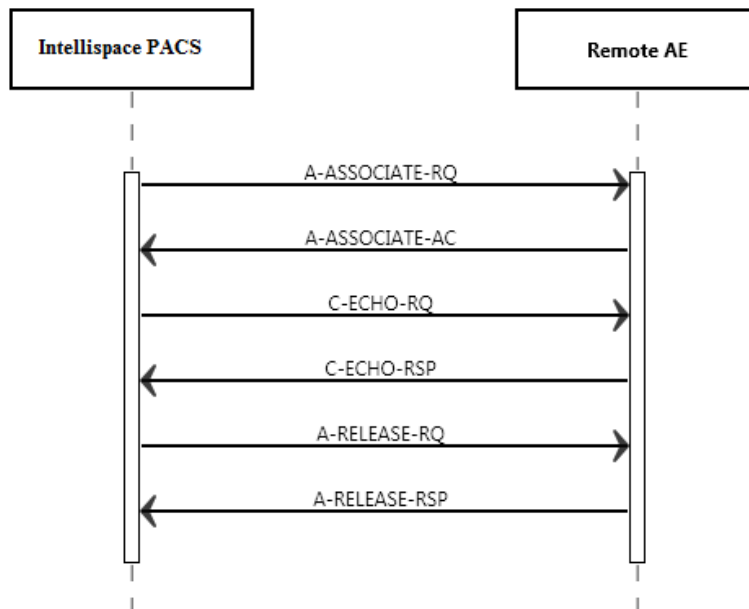 Intellispace PACS
Remote AE
A-ASSOCIATE-RQ
A-ASSOCIATE-AC
C-ECHO-RQ
C-ECHO-RSP
A-RELEASE-RQ
A-RELEASE-RSP